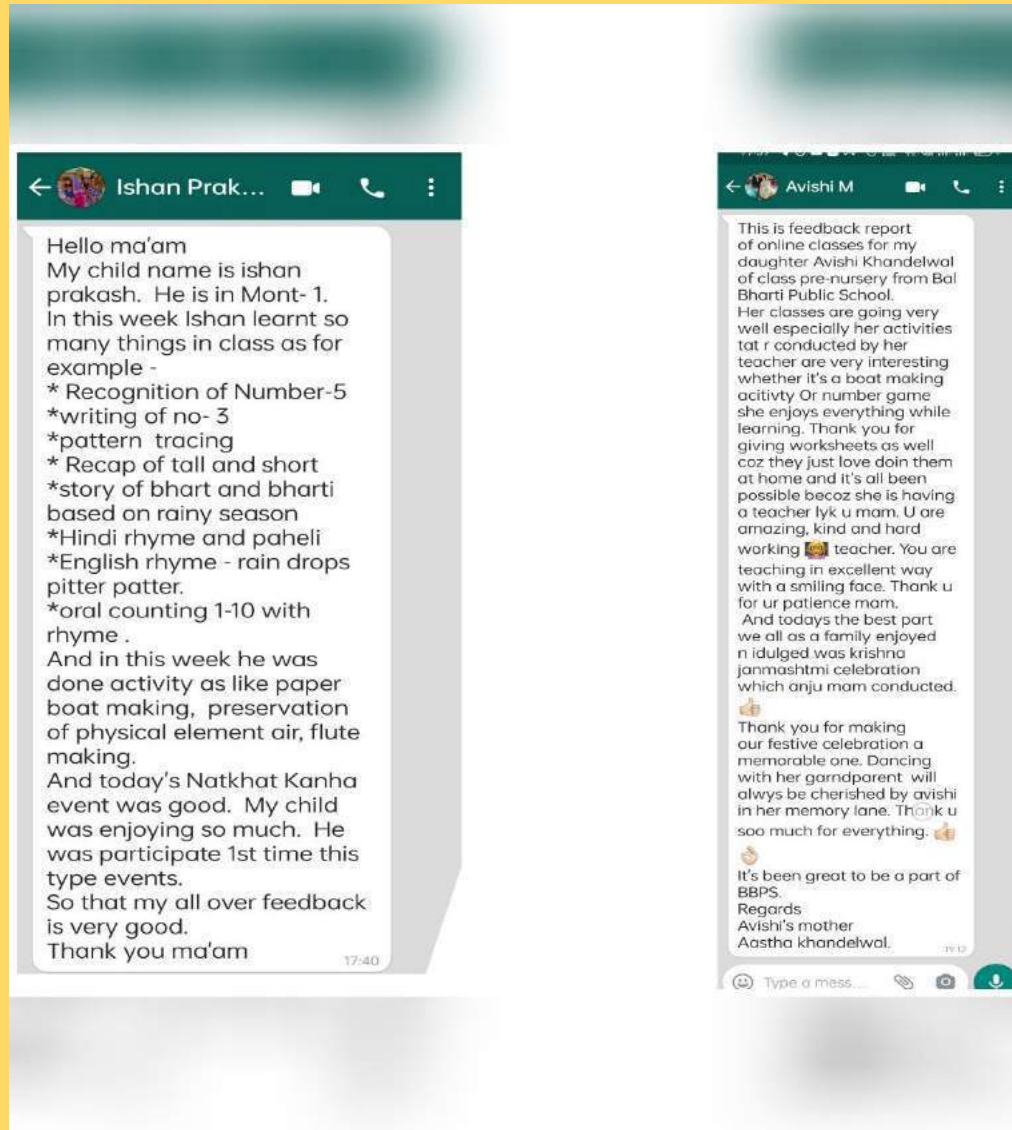 Ishan Prak...
Hello ma'am
My child name is ishan
prakash. He is in Mont- 1.
In this week Ishan learnt so
many things in class as for
example -
* Recognition of Number-5
*writing of no- 3
*pattern tracing
* Recap of tall and short
*story of bhart and bharti
based on rainy season
*Hindi rhyme and paheli
*English rhyme - rain drops
pitter patter.
*oral counting 1-10 with
rhyme .
And in this week he was
done activity as like paper
boat making, preservation
of physical element air, flute
making.
And today's Natkhat Kanha
event was good. My child
was enjoying so much. He
was participate 1st time this
type events.
So that my all over feedback
is very good.
Thank you ma'am
17:40
Avishi M
This is feedback report
of online classes for my
daughter Avishi Khandelwal
of class pre-nursery from Bal
Bharti Public School.
Her classes are going very
well especially her activities
tat r conducted by her
teacher are very interesting
whether it's a boat making
acitivty Or number game
she enjoys everything while
learning. Thank you for
giving worksheets as well
coz they just love doin them
at home and it's all been
possible becoz she is having
a teacher lyk u mam. U are
amazing, kind and hard
working teacher. You are
teaching in excellent way
with a smiling face. Thank u
for ur patience mam.
And todays the best part
we all as a family enjoyed
n idulged was krishna
janmashtmi celebration
which anju mam conducted.
Thank you for making
our festive celebration a
memorable one. Dancing
with her garndparent will
alwys be cherished by avishi
in her memory lane. Thank u
soo much for everything.
It's been great to be a part of
BBPS.
Regards
Avishi's mother
Aastha khandelwal.
19:12
Type a mess...